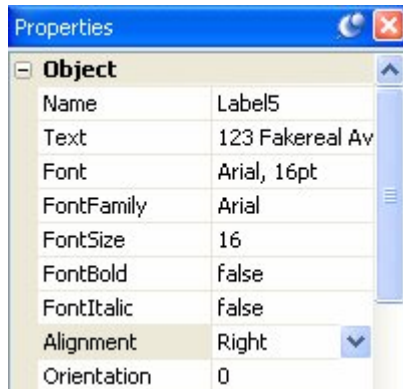 Properties
Object
Name Label5
Text 123 Fakereal Av
Font Arial, 16pt
FontFamily Arial
FontSize 16
FontBold false
FontItalic false
Alignment Right
Orientation 0